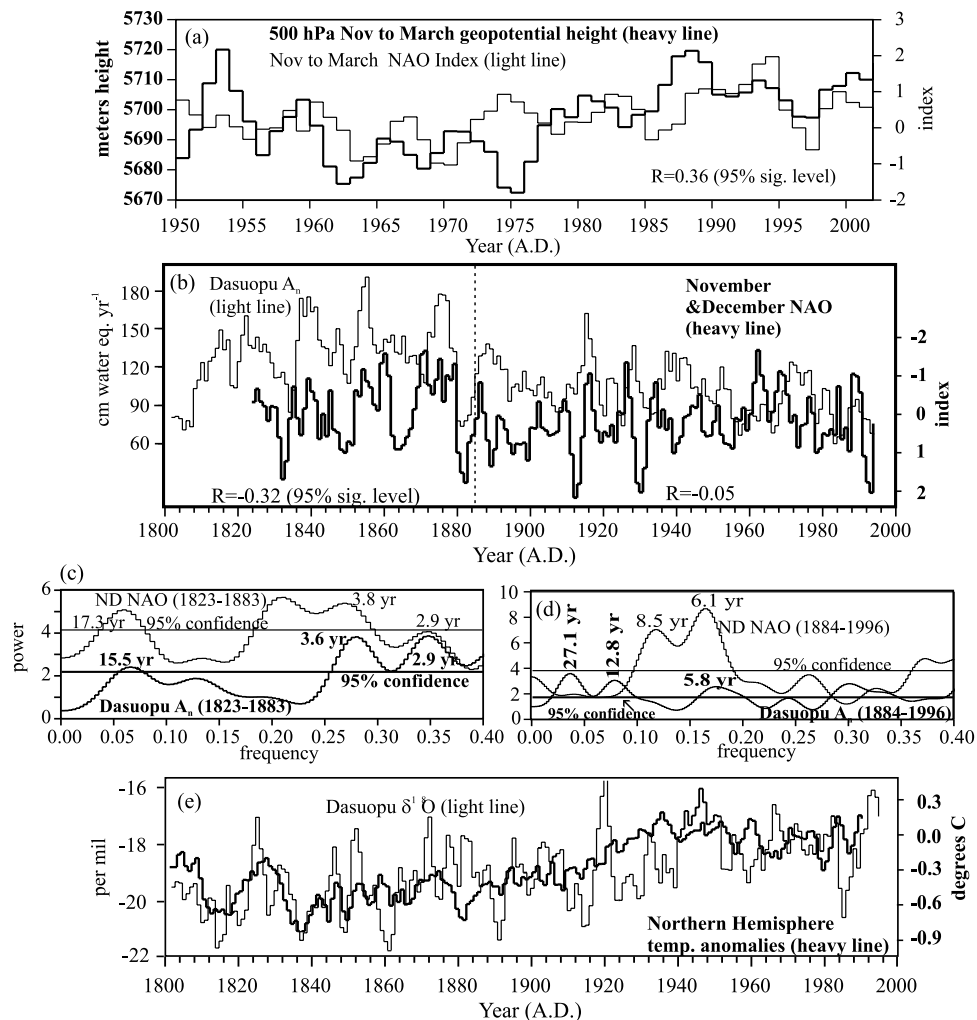 (a)
500 hPa Nov to March geopotential height (heavy line)
Nov to March NAO Index (light line)
meters height
5730
5720
5710
5700
5690
5680
5670
3
2
1
0
-1
-2
index
R=0.36 (95% sig. level)
1950 1955 1960 1965 1970 1975 1980 1985 1990 1995 2000
Year (A.D.)
(b)
Dasuopu Aₙ
(light line)
November
&December NAO
(heavy line)
cm water eq. yr⁻¹
180
150
120
90
60
-2
-1
0
1
2
index
R=-0.32 (95% sig. level)
R=-0.05
1800 1820 1840 1860 1880 1900 1920 1940 1960 1980 2000
Year (A.D.)
(c)
power
6
4
2
0
ND NAO (1823-1883)
3.8 yr
17.3 yr
95% confidence
2.9 yr
3.6 yr
15.5 yr
2.9 yr
95% confidence
Dasuopu Aₙ (1823-1883)
0.00 0.05 0.10 0.15 0.20 0.25 0.30 0.35 0.40
frequency
(d)
10
8
6
4
2
0
27.1 yr
12.8 yr
8.5 yr
6.1 yr
ND NAO (1884-1996)
95% confidence
5.8 yr
95% confidence
Dasuopu Aₙ (1884-1996)
0.00 0.05 0.10 0.15 0.20 0.25 0.30 0.35 0.40
frequency
(e)
Dasuopu δ¹⁸O (light line)
per mil
-16
-18
-20
-22
0.3
0.0
-0.3
-0.6
-0.9
degrees C
Northern Hemisphere
temp. anomalies (heavy line)
1800 1820 1840 1860 1880 1900 1920 1940 1960 1980 2000
Year (A.D.)